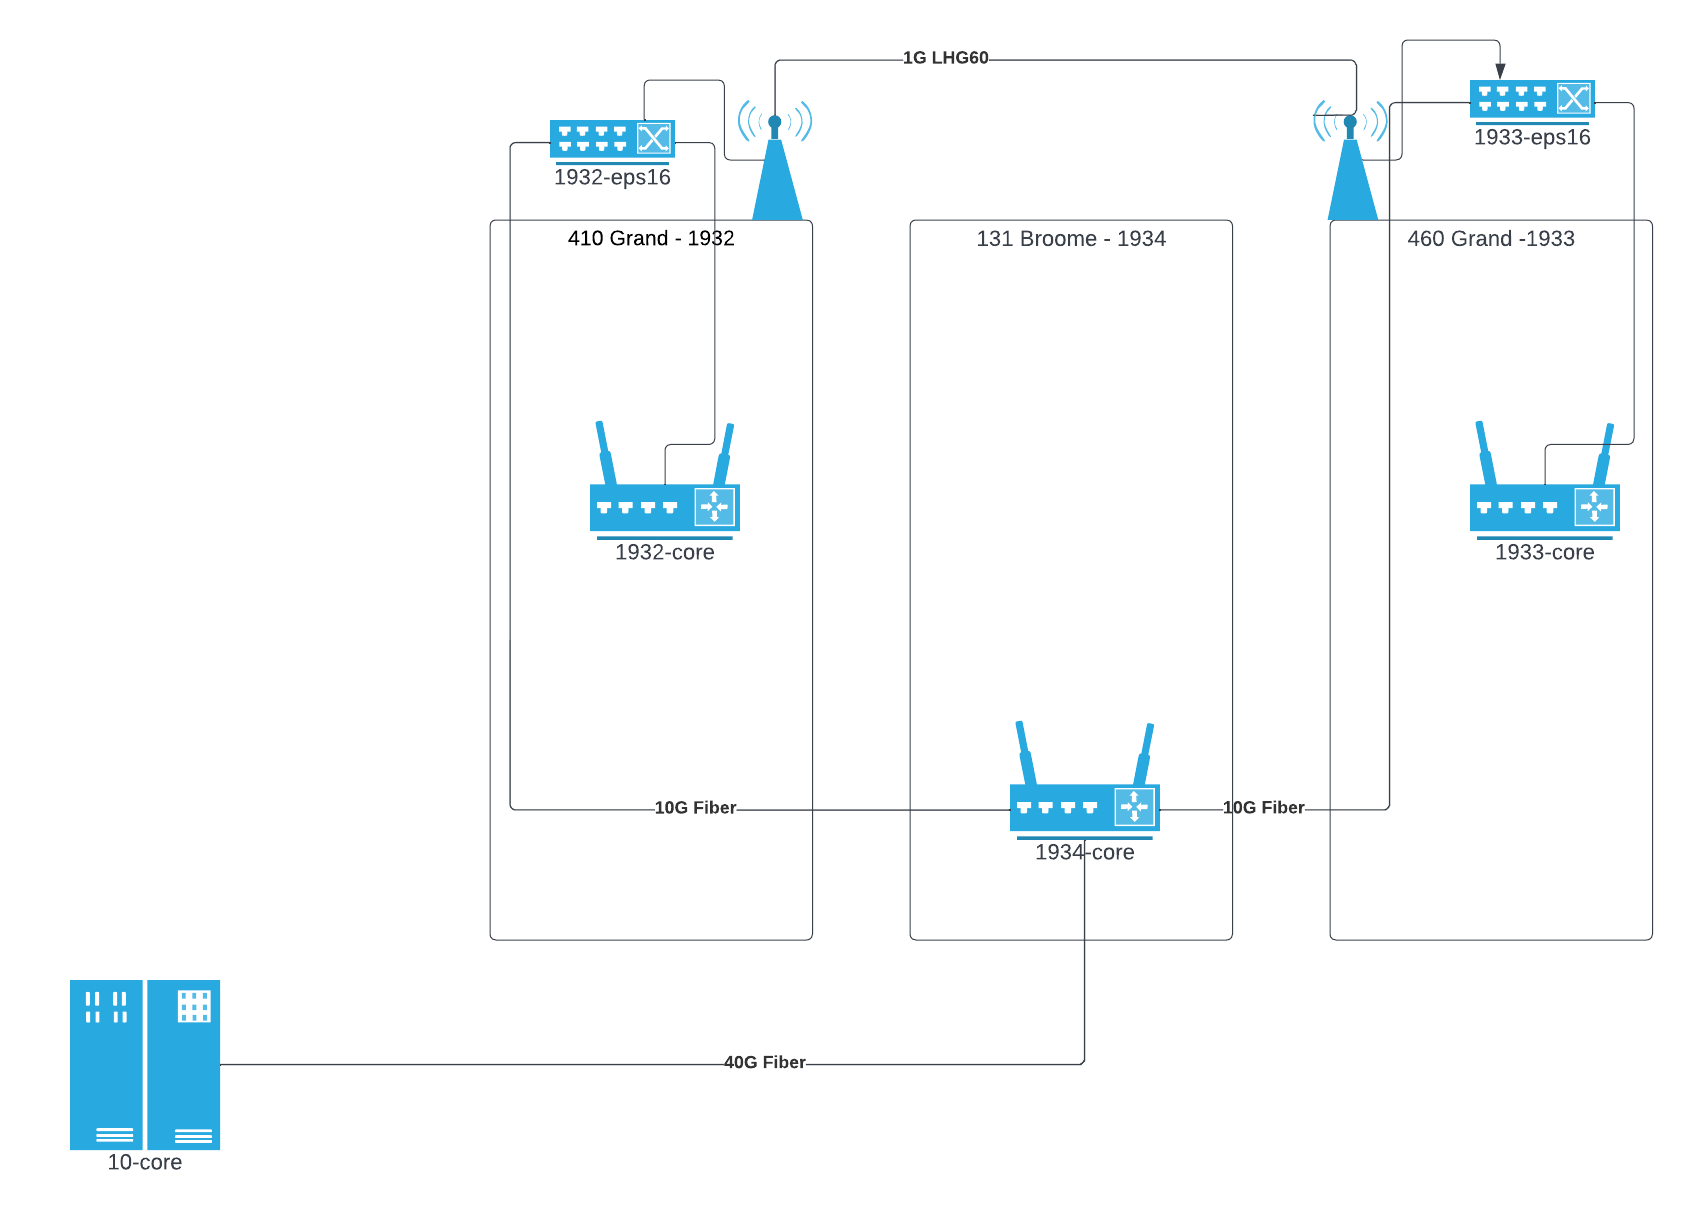 1G LHG60
1932-eps16
1933-eps16
410 Grand - 1932
131 Broome - 1934
460 Grand -1933
1932-core
1933-core
10G Fiber
10G Fiber
1934-core
40G Fiber
10-core